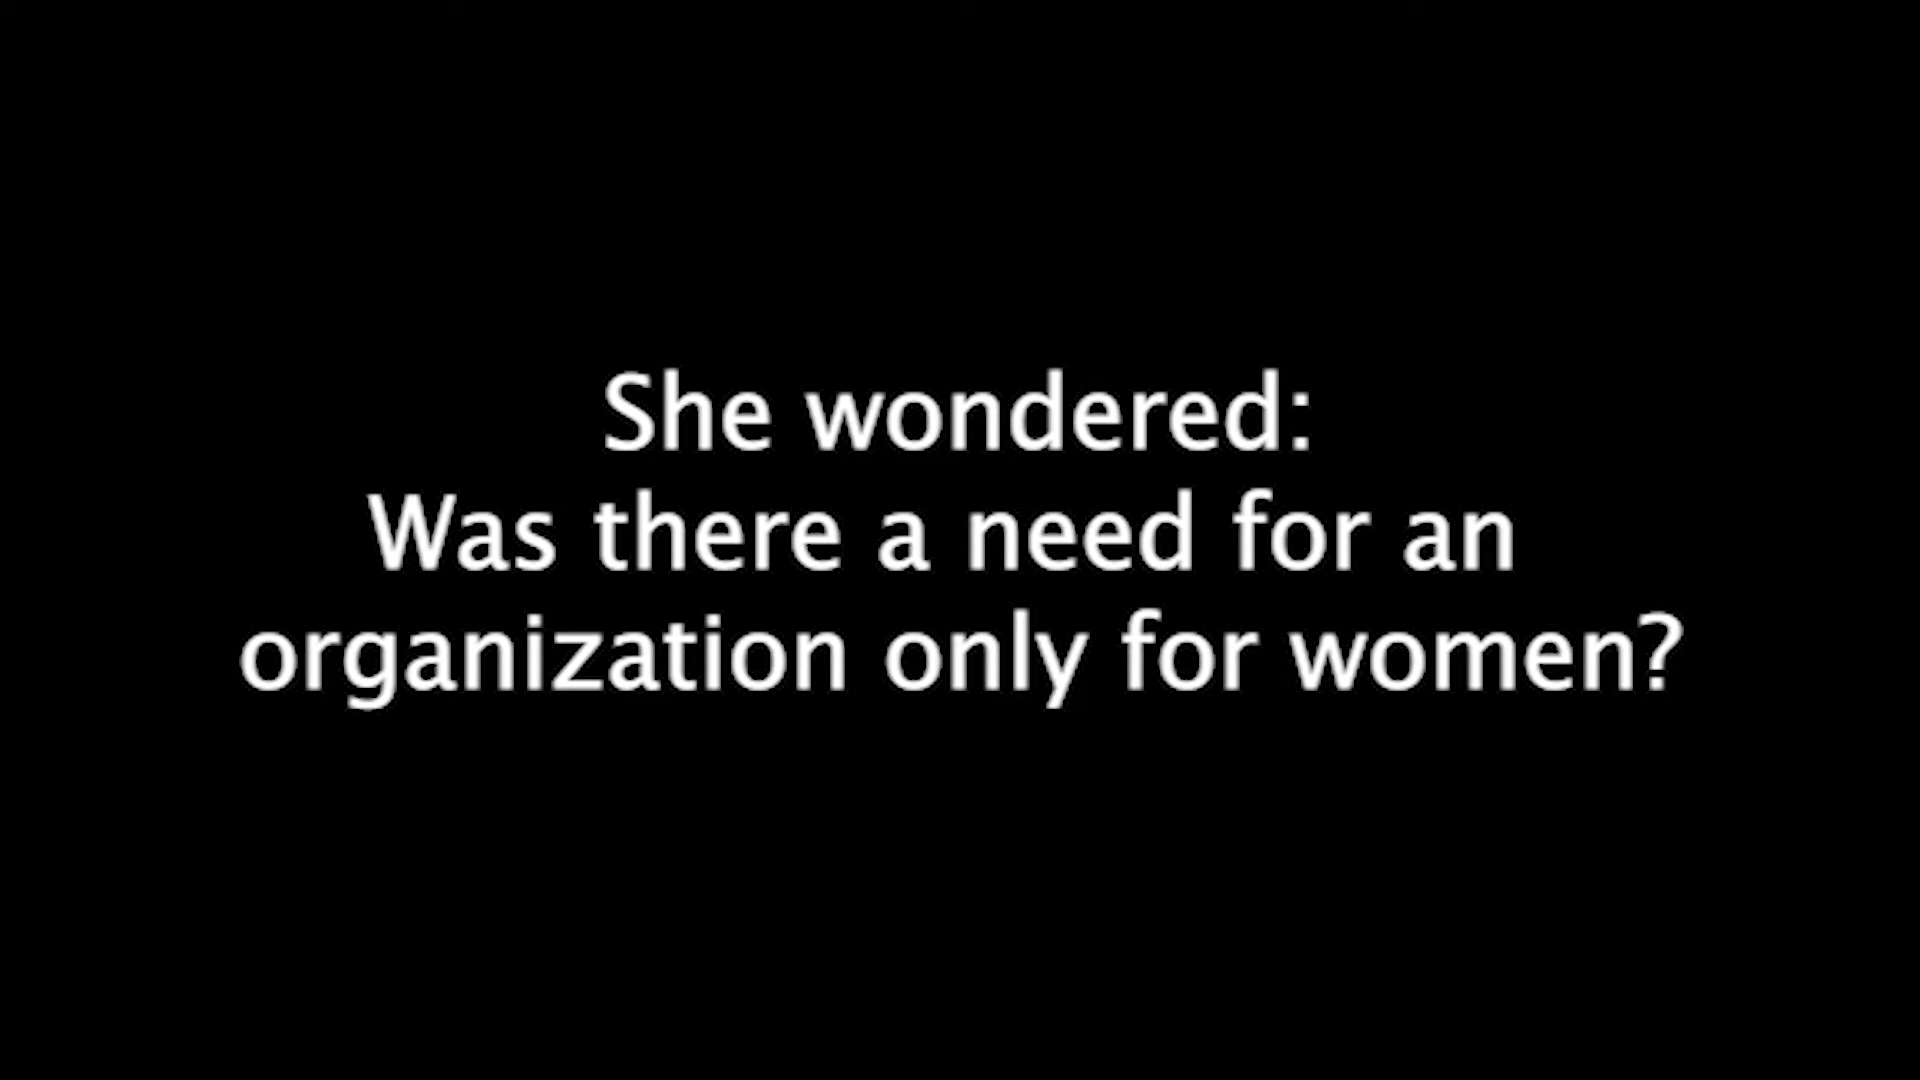 She wondered:
Was there a need for an
organization only for women?